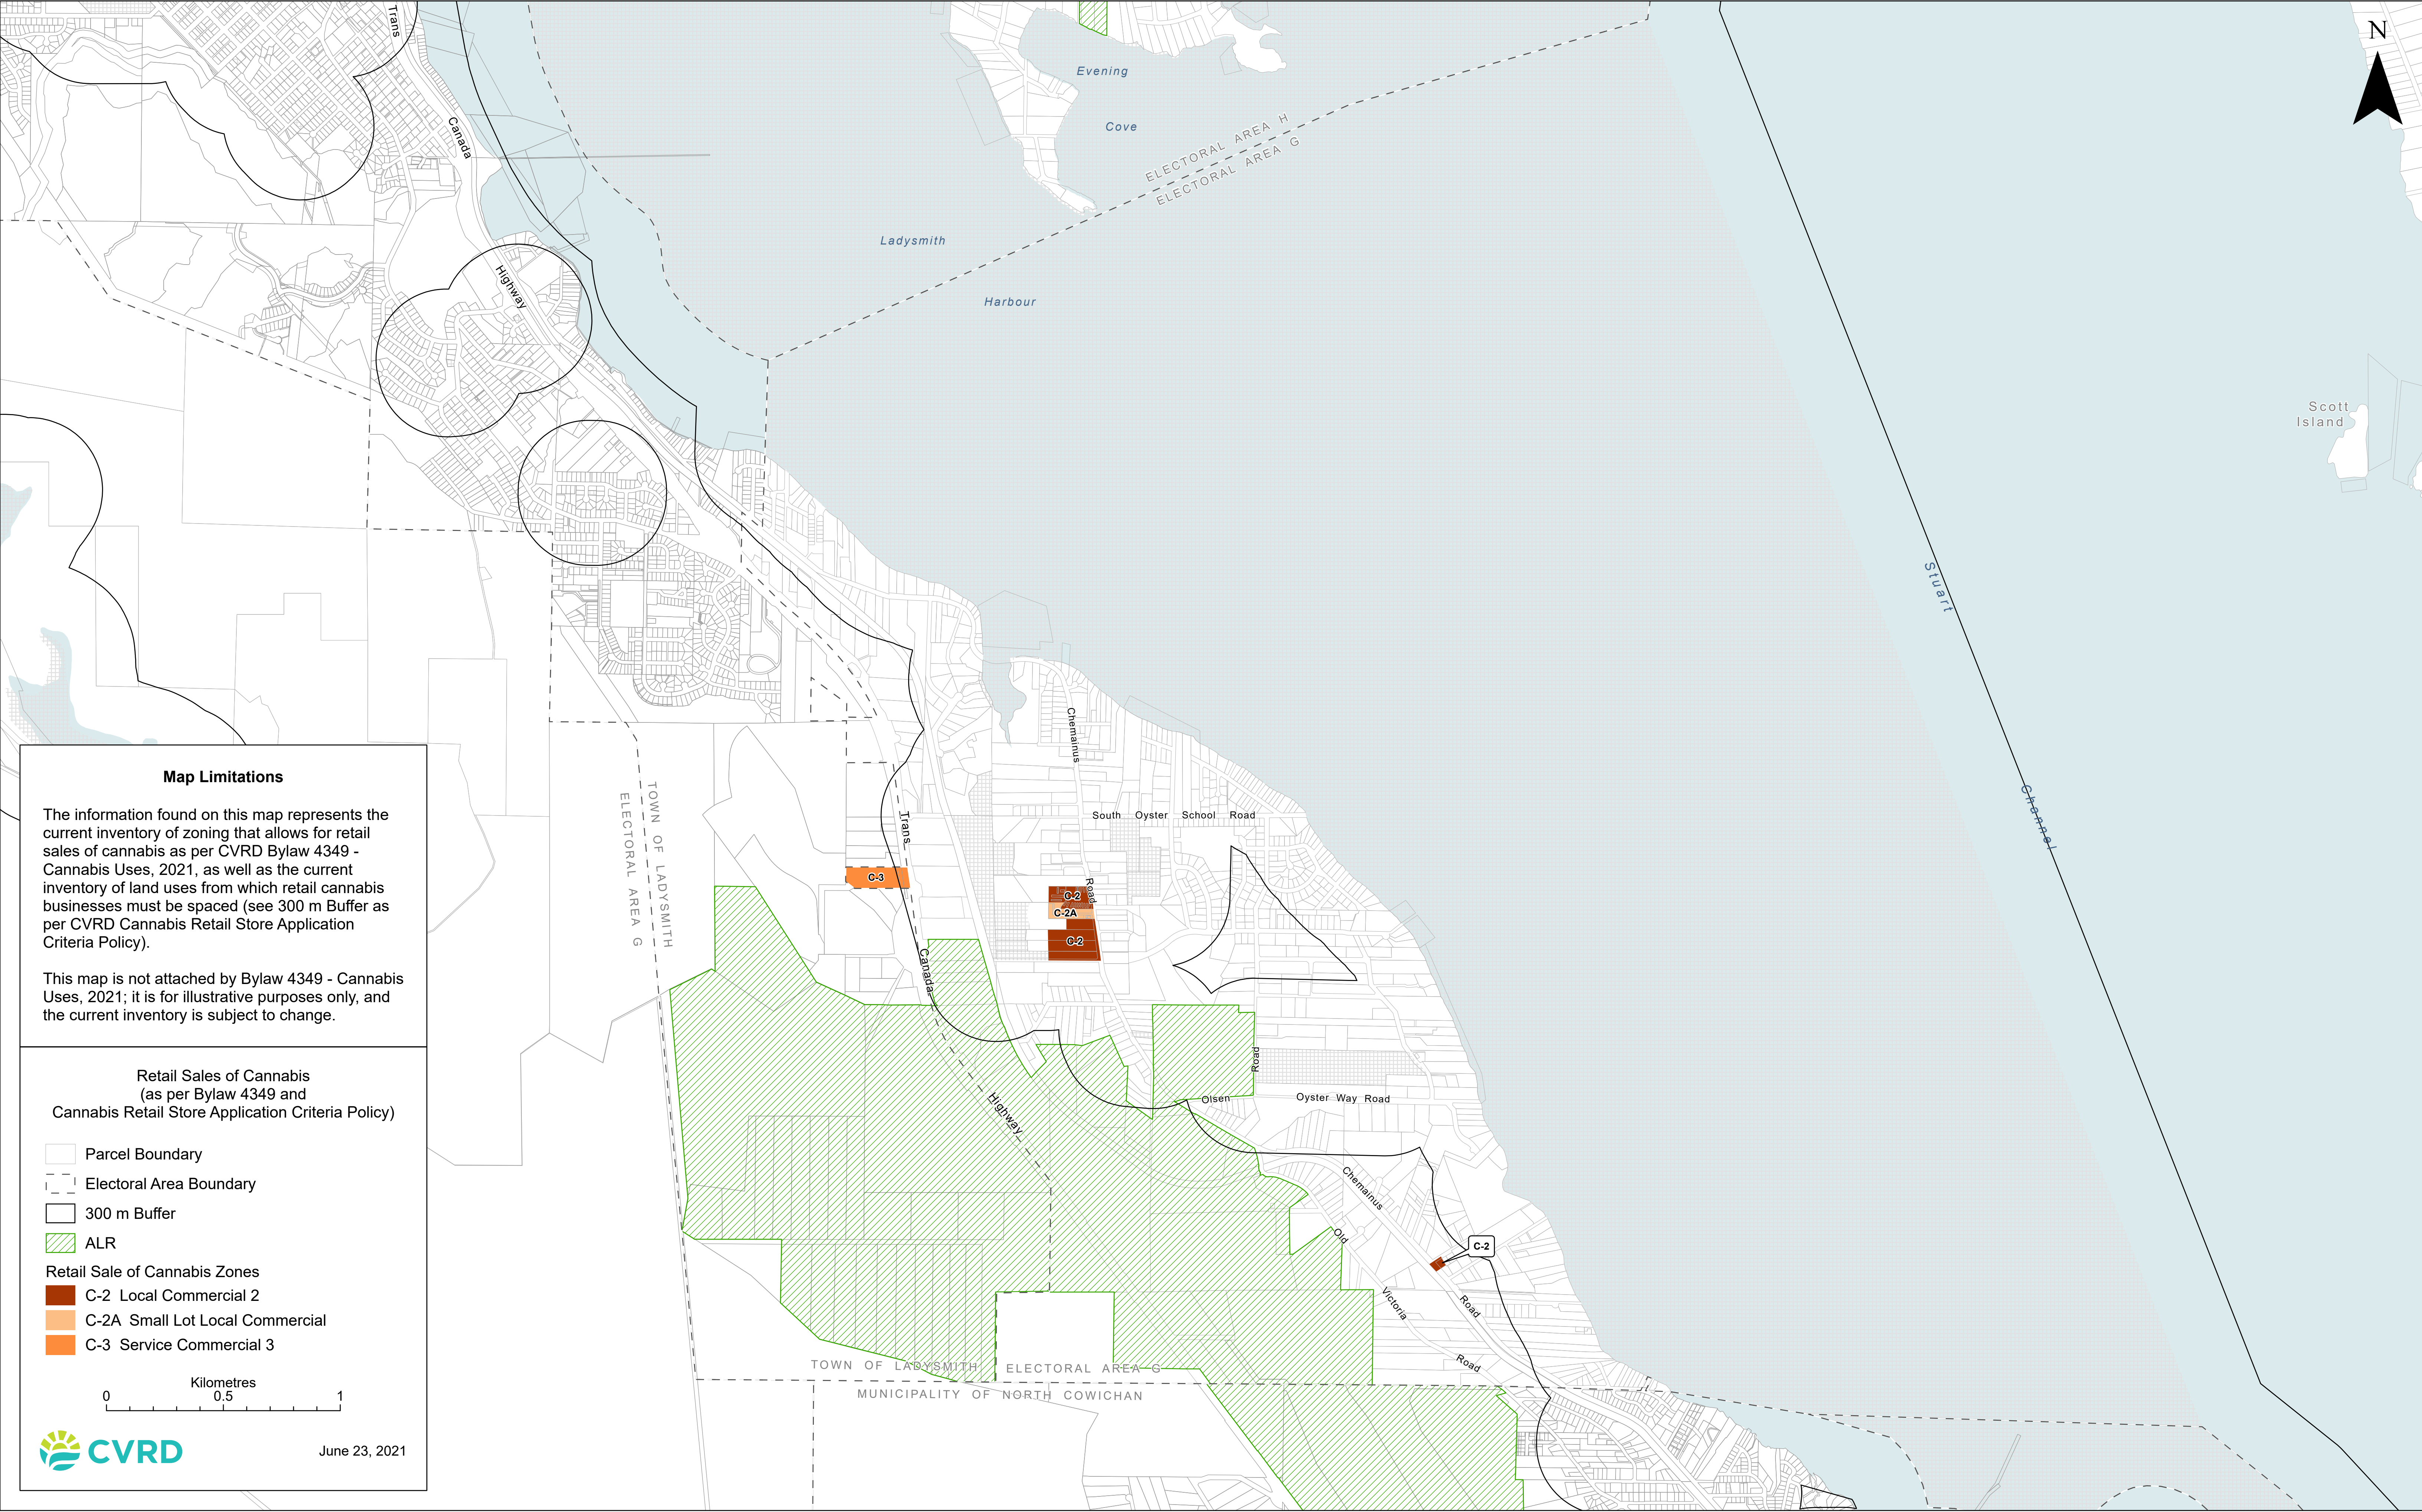 Trans
N
Evening
Canada
Cove
ELECTORAL AREA H
ELECTORAL AREA G
Ladysmith
Highway
Harbour
Scott
Island
Stuart
Channel
Chemainus
Road
South Oyster School Road
TOWN OF LADYSMITH
ELECTORAL AREA G
Trans
C-3
C-2
C-2A
C-2
Canada
Highway
Road
Olsen
Oyster Way Road
Chemainus
Old
C-2
Victoria
Road
Road
TOWN OF LADYSMITH
ELECTORAL AREA G
MUNICIPALITY OF NORTH COWICHAN
Map Limitations
The information found on this map represents the
current inventory of zoning that allows for retail
sales of cannabis as per CVRD Bylaw 4349 -
Cannabis Uses, 2021, as well as the current
inventory of land uses from which retail cannabis
businesses must be spaced (see 300 m Buffer as
per CVRD Cannabis Retail Store Application
Criteria Policy).
This map is not attached by Bylaw 4349 - Cannabis
Uses, 2021; it is for illustrative purposes only, and
the current inventory is subject to change.
Retail Sales of Cannabis
(as per Bylaw 4349 and
Cannabis Retail Store Application Criteria Policy)
Parcel Boundary
Electoral Area Boundary
300 m Buffer
ALR
Retail Sale of Cannabis Zones
C-2 Local Commercial 2
C-2A Small Lot Local Commercial
C-3 Service Commercial 3
Kilometres
0 0.5 1
CVRD
June 23, 2021